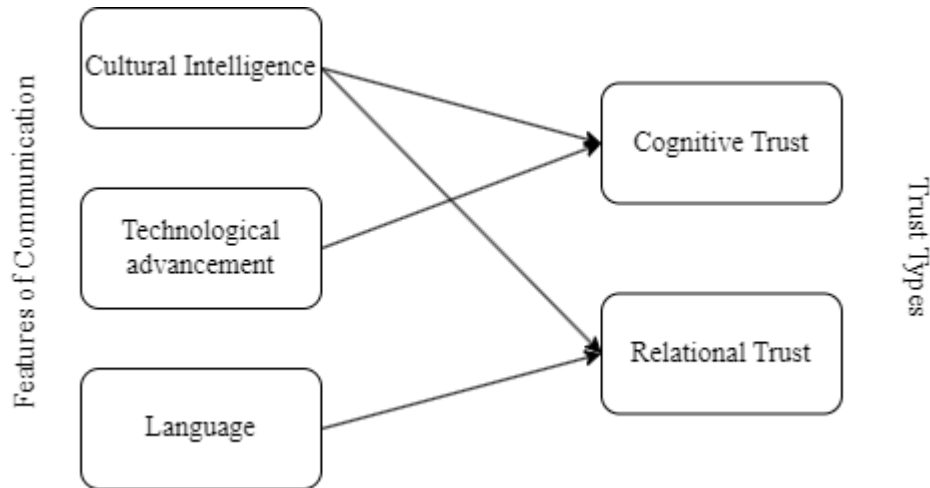 Features of Communication
Cultural Intelligence
Technological
advancement
Language
Cognitive Trust
Relational Trust
Trust Types